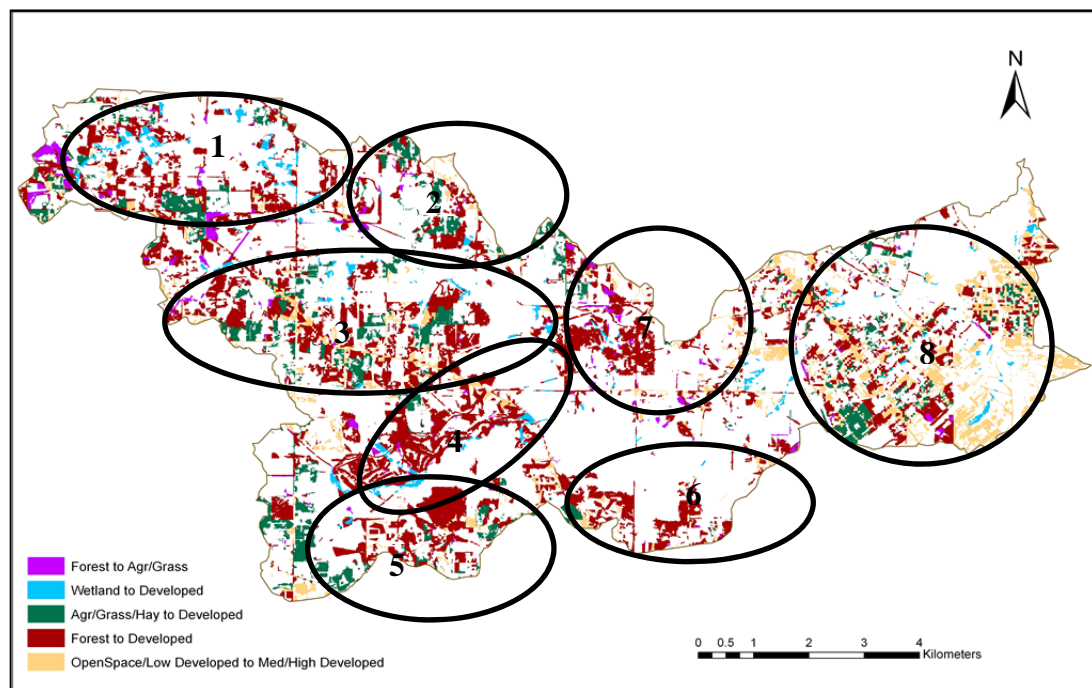 N
1
2
3
4
5
6
7
8
Forest to Agr/Grass
Wetland to Developed
Agr/Grass/Hay to Developed
Forest to Developed
OpenSpace/Low Developed to Med/High Developed
0 0.5 1 2 3 4
Kilometers